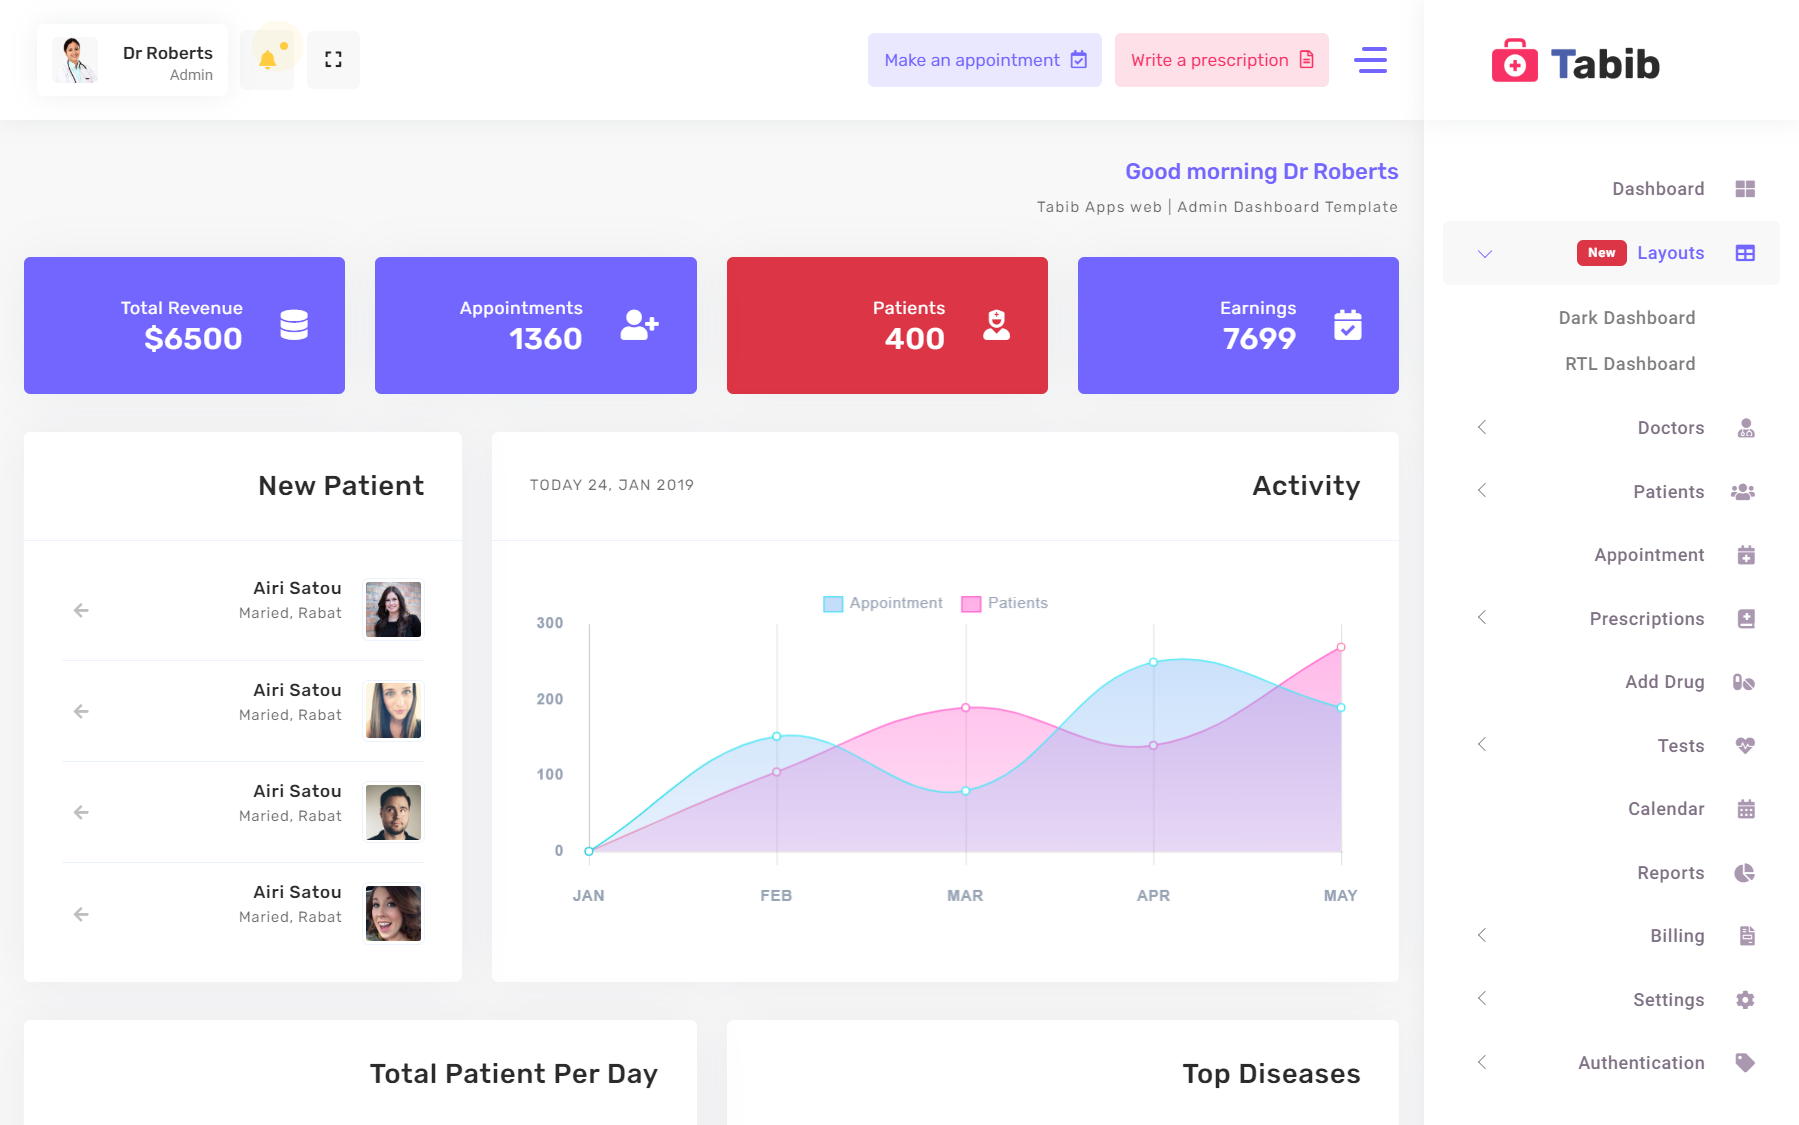 Dr Roberts
Admin
Make an appointment
Write a prescription
Tabib
Good morning Dr Roberts
Tabib Apps web | Admin Dashboard Template
Total Revenue
$6500
Appointments
1360
Patients
400
Earnings
7699
New Patient
Airi Satou
Maried, Rabat
Airi Satou
Maried, Rabat
Airi Satou
Maried, Rabat
Airi Satou
Maried, Rabat
TODAY 24, JAN 2019
Activity
Appointment
Patients
300
200
100
0
JAN
FEB
MAR
APR
MAY
Total Patient Per Day
Top Diseases
Dashboard
New
Layouts
Dark Dashboard
RTL Dashboard
Doctors
Patients
Appointment
Prescriptions
Add Drug
Tests
Calendar
Reports
Billing
Settings
Authentication